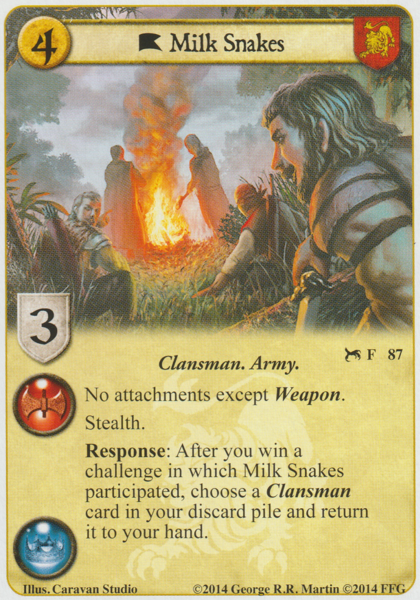 4
Milk Snakes
3
Clansman. Army.
F 87
No attachments except Weapon.
Stealth.
Response: After you win a
challenge in which Milk Snakes
participated, choose a Clansman
card in your discard pile and return
it to your hand.
Illus. Caravan Studio ©2014 George R.R. Martin ©2014 FFG